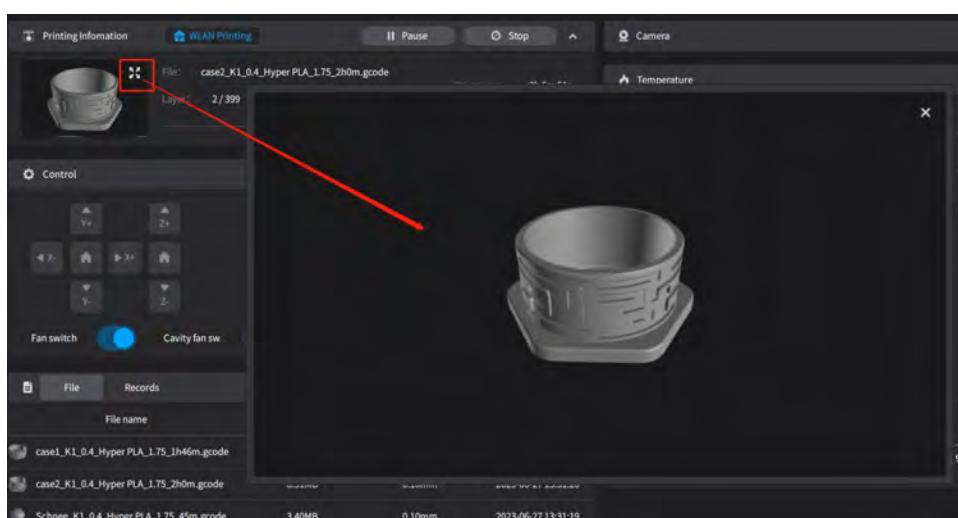 Printing Infomation
WLAN Printing
Pause
Stop
Camera
File: case2_K1_0.4_Hyper PLA_1.75_2h0m.gcode
Layer: 2/399
Temperature
Control
Y+
Z+
X-
X+
Y-
Z-
Fan switch
Cavity fan sw
File
Records
File name
case1_K1_0.4_Hyper PLA_1.75_1h46m.gcode
case2_K1_0.4_Hyper PLA_1.75_2h0m.gcode
Schnee_K1_0.4_Hyper PLA_1.75_45m.gcode 3.40MB 0.10mm 2023-06-27 13:31:19